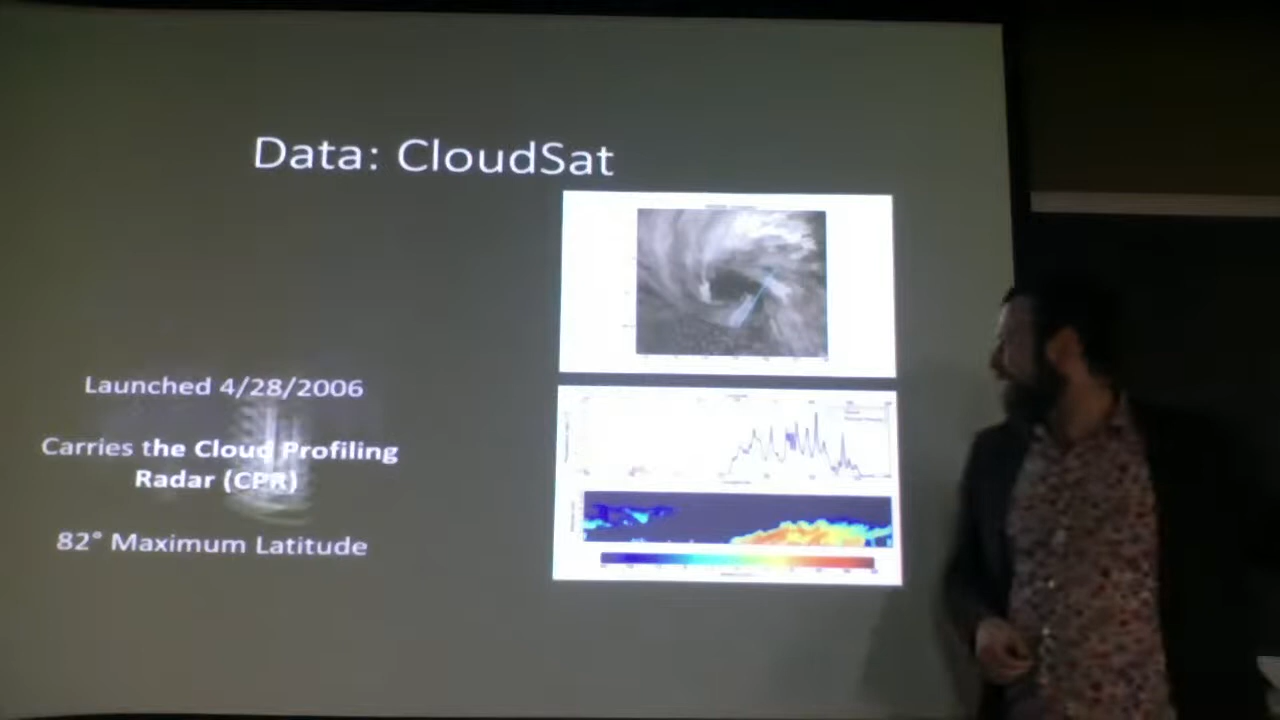 Data: CloudSat
Launched 4/28/2006
Carries the Cloud Profiling
Radar (CPR)
82° Maximum Latitude